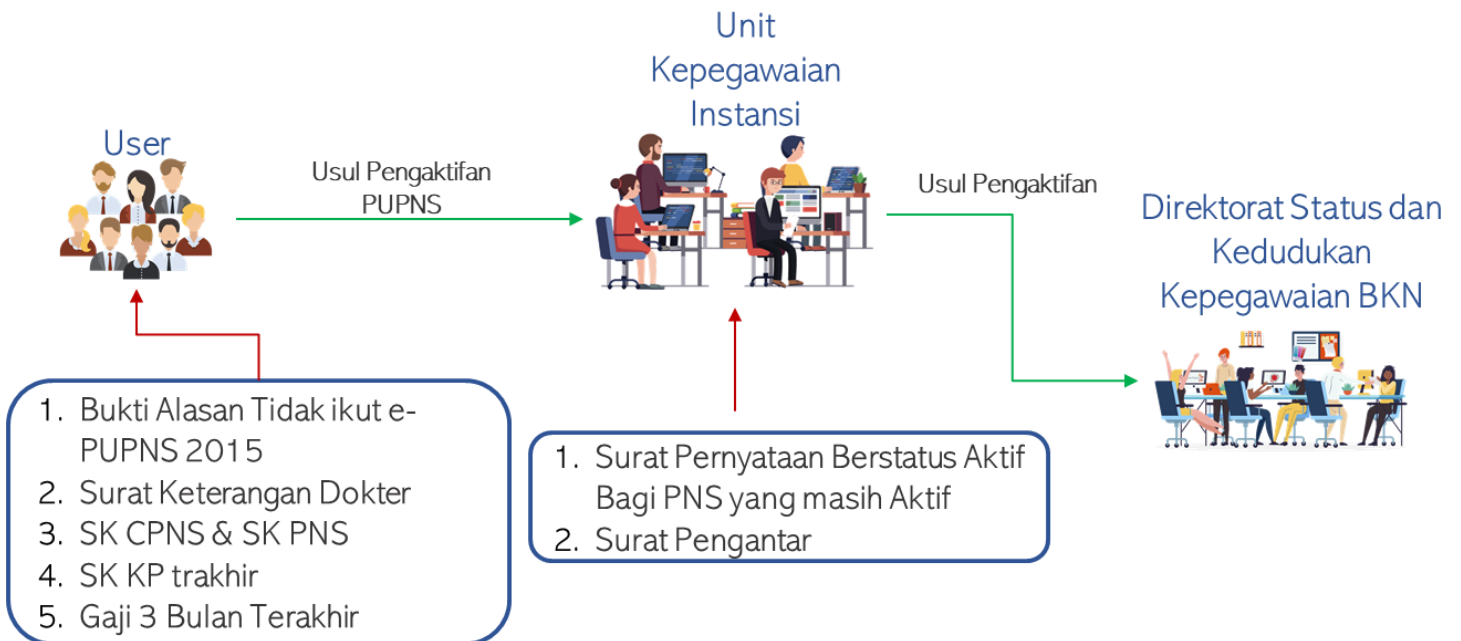 Unit
Kepegawaian
Instansi
User
Usul Pengaktifan
PUPNS
Usul Pengaktifan
Direktorat Status dan
Kedudukan
Kepegawaian BKN
1. Bukti Alasan Tidak ikut e-
PUPNS 2015
2. Surat Keterangan Dokter
3. SK CPNS & SK PNS
4. SK KP trakhir
5. Gaji 3 Bulan Terakhir
1. Surat Pernyataan Berstatus Aktif
Bagi PNS yang masih Aktif
2. Surat Pengantar